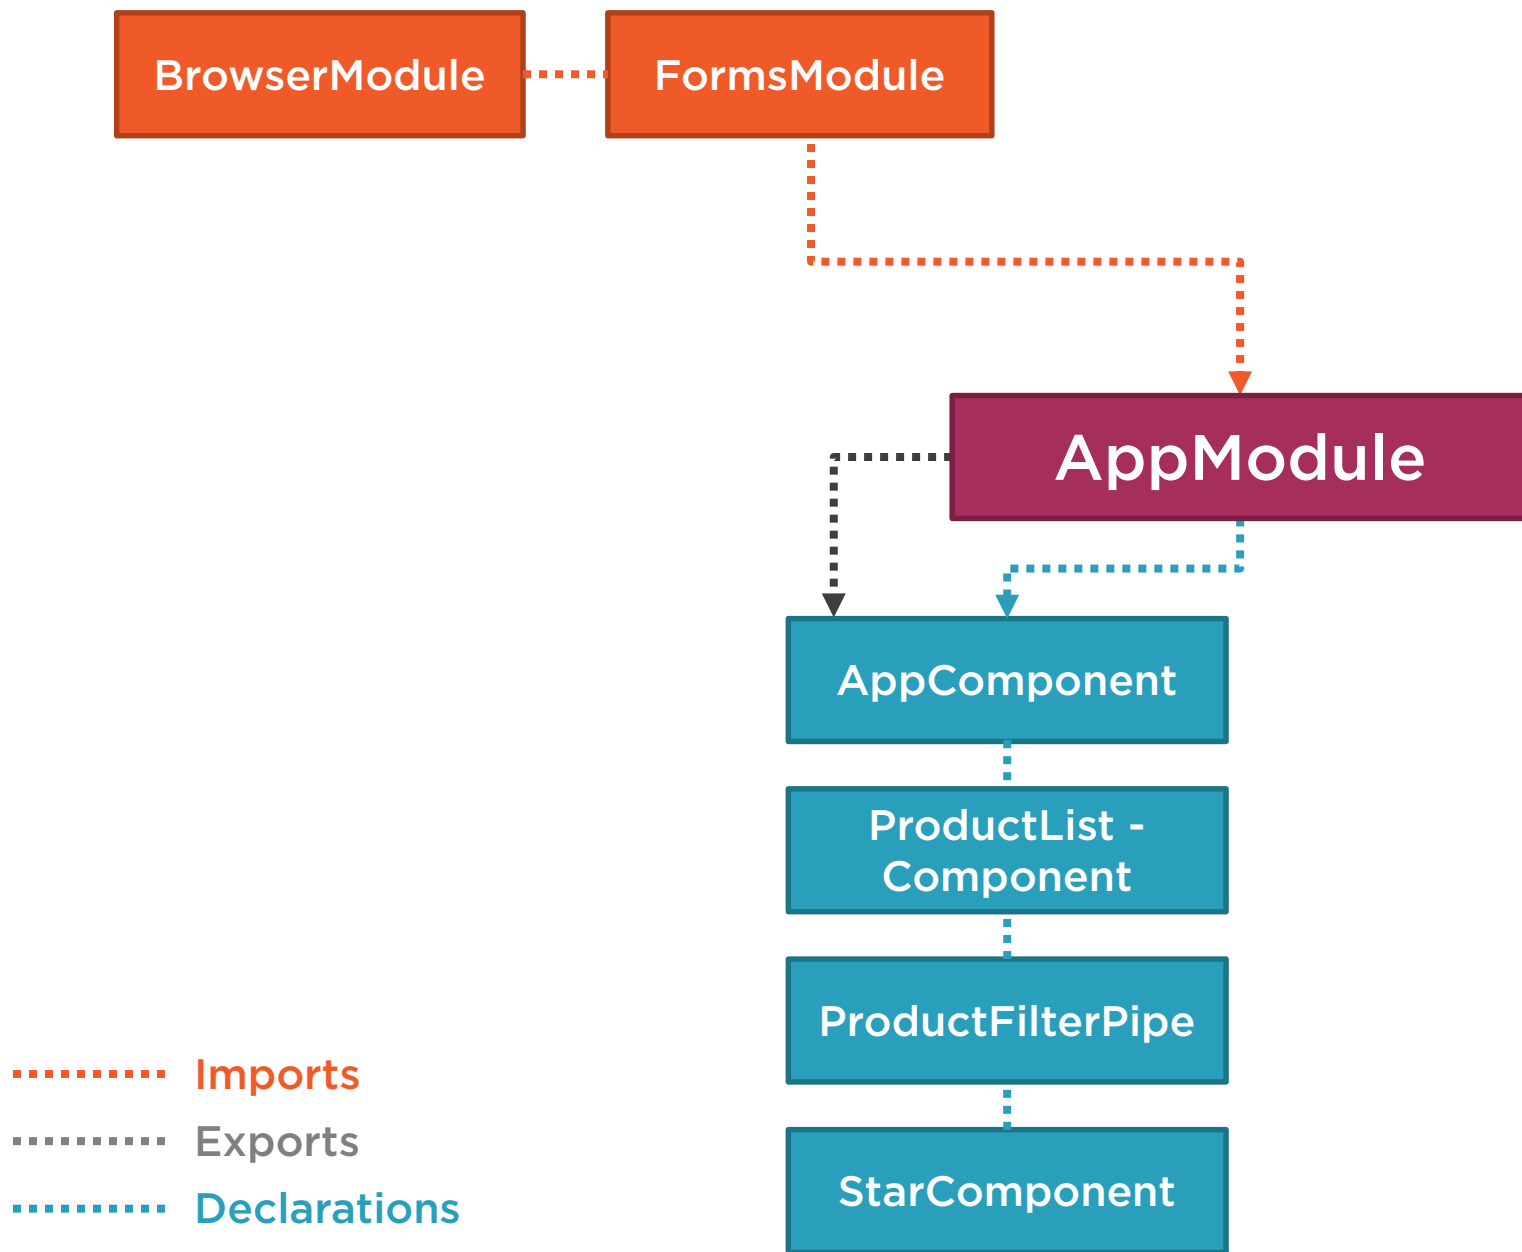 BrowserModule
FormsModule
AppModule
AppComponent
ProductList -
Component
ProductFilterPipe
StarComponent
Imports
Exports
Declarations